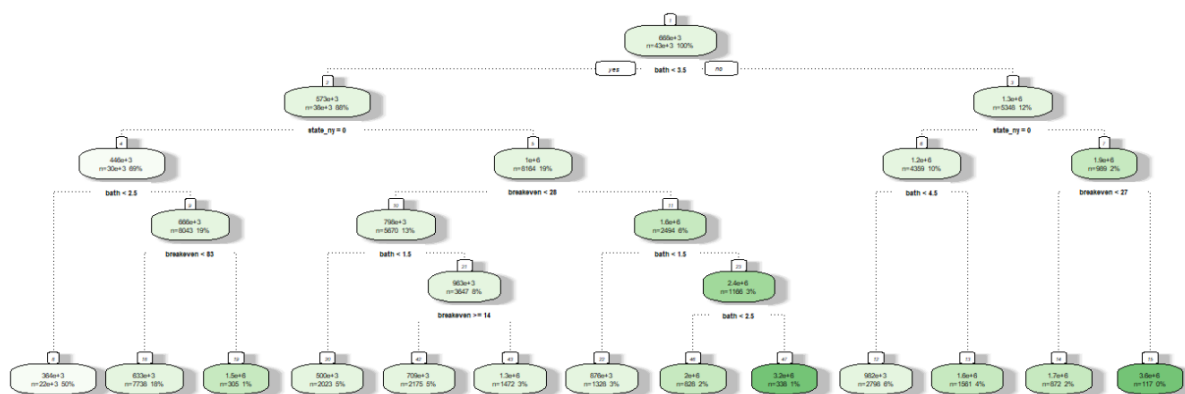 1
668e+3
n=43e+3 100%
yes bath < 3.5 no
2
3
573e+3
n=38e+3 88%
1.3e+6
n=5348 12%
state_ny = 0
state_ny = 0
4
5
6
7
446e+3
n=30e+3 69%
1e+6
n=8164 19%
1.2e+6
n=4359 10%
1.9e+6
n=989 2%
bath < 2.5
breakeven < 28
bath < 4.5
breakeven < 27
9
10
11
n=8043 19%
n=5670 13%
1.6e+6
n=2494 6%
breakeven < 83
bath < 1.5
bath < 1.5
21
23
983e+3
n=3647 8%
2.4e+6
n=1166 3%
breakeven >= 14
bath < 2.5
8
18
19
20
42
43
22
46
47
12
13
14
15
364e+3
n=22e+3 50%
633e+3
n=7738 18%
1.5e+6
n=305 1%
500e+3
n=2023 5%
709e+3
n=2175 5%
1.3e+6
n=1472 3%
876e+3
n=1328 3%
2e+6
2%
3.2e+6
1%
982e+3
n=2798 6%
1.6e+6
n=1561 4%
1.7e+6
n=872 2%
3.6e+6
n=117 0%